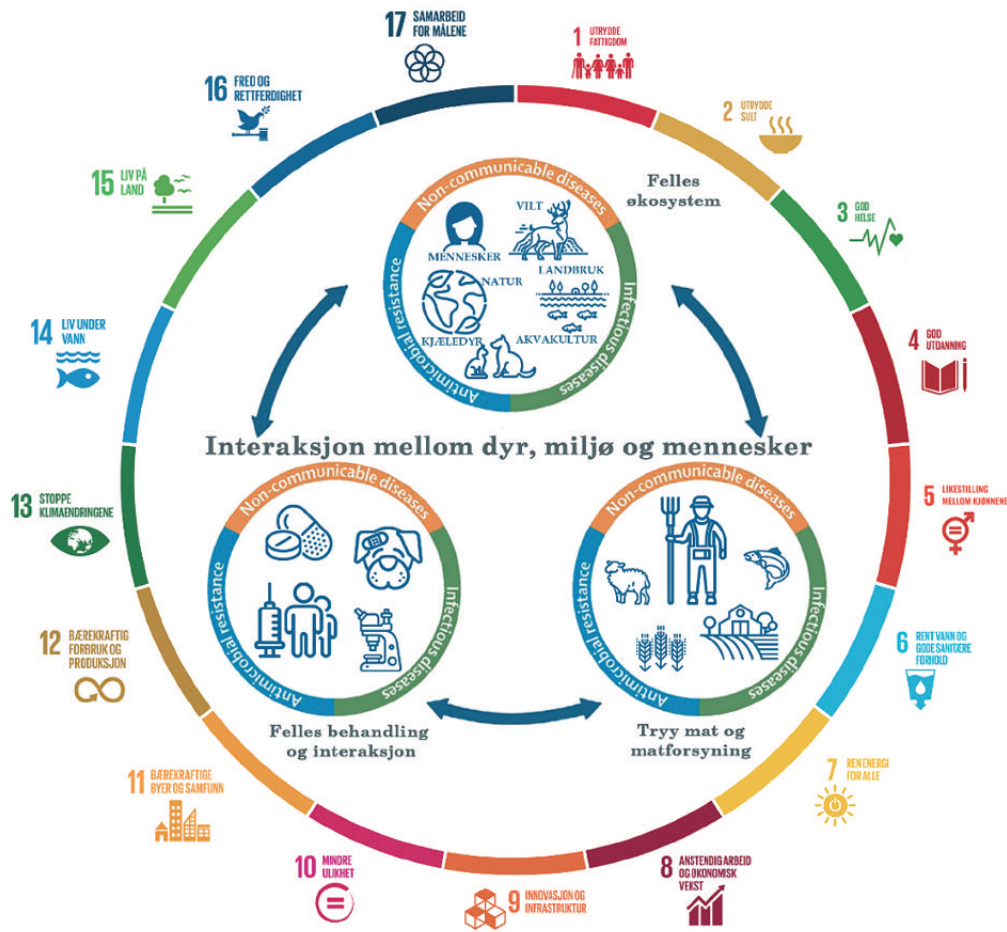 17 SAMARBEID
FOR MÅLENE
1 UTRYDDE
FATTIGDOM
2 UTRYDDE
SULT
3 GOD
HELSE
4 GOD
UTDANNING
5 LIKESTILLING
MELLOM KJØNNENE
6 RENT VANN OG
GODE SANITÆRE
FORHOLD
7 REN ENERGI
FOR ALLE
8 ANSTENDIG ARBEID
OG ØKONOMISK
VEKST
9 INNOVASJON OG
INFRASTRUKTUR
10 MINDRE
ULIKHET
11 BÆREKRAFTIGE
BYER OG SAMFUNN
12 BÆREKRAFTIG
FORBRUK OG
PRODUKSJON
13 STOPPE
KLIMAENDRINGENE
14 LIV UNDER
VANN
15 LIV PÅ
LAND
16 FRED OG
RETTFERDIGHET
Felles
økosystem
Non-communicable diseases
Infectious diseases
Antimicrobial resistance
VILT
MENNESKER
LANDBRUK
NATUR
KJÆLEDYR
AKVAKULTUR
Interaksjon mellom dyr, miljø og mennesker
Non-communicable diseases
Infectious diseases
Antimicrobial resistance
Felles behandling
og interaksjon
Non-communicable diseases
Infectious diseases
Antimicrobial resistance
Tryy mat og
matforsyning